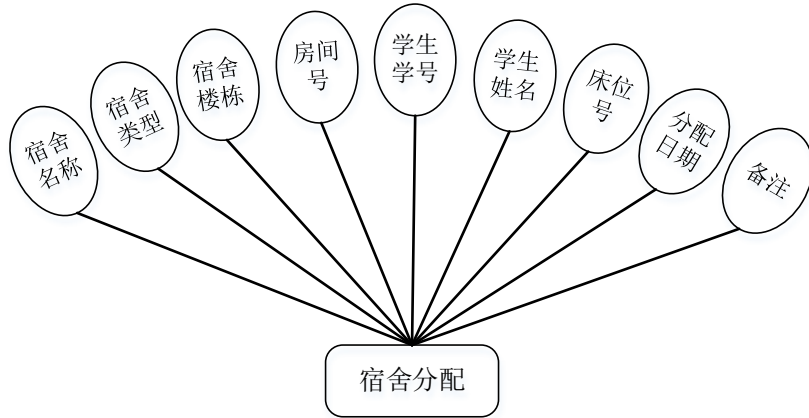 宿舍
名称
宿舍
类型
宿舍
楼栋
房间
号
学生
学号
学生
姓名
床位
号
分配
日期
备注
宿舍分配